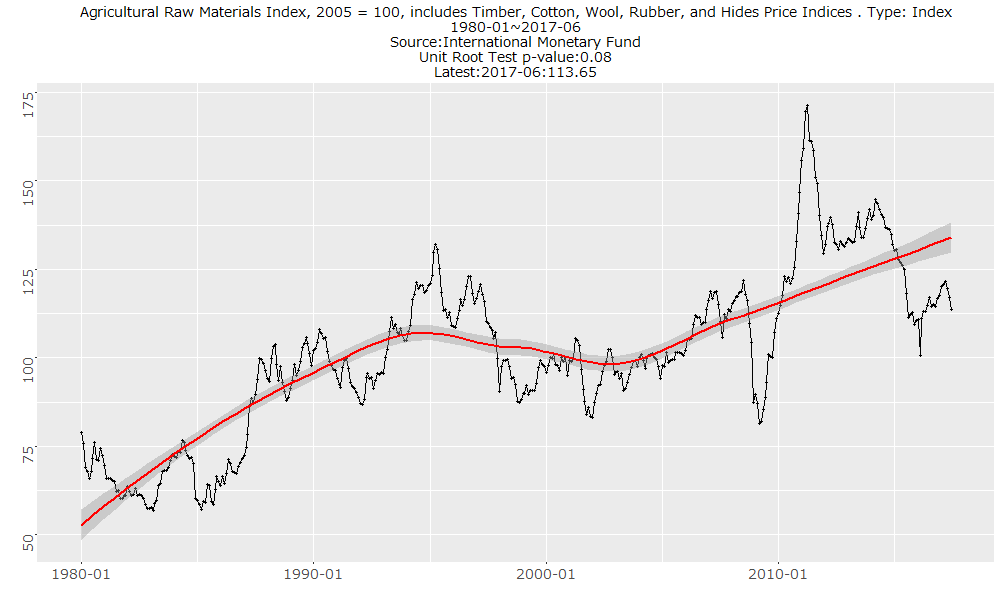 Agricultural Raw Materials Index, 2005 = 100, includes Timber, Cotton, Wool, Rubber, and Hides Price Indices . Type: Index
1980-01~2017-06
Source:International Monetary Fund
Unit Root Test p-value:0.08
Latest:2017-06:113.65
175
150
125
100
75
50
1980-01
1990-01
2000-01
2010-01